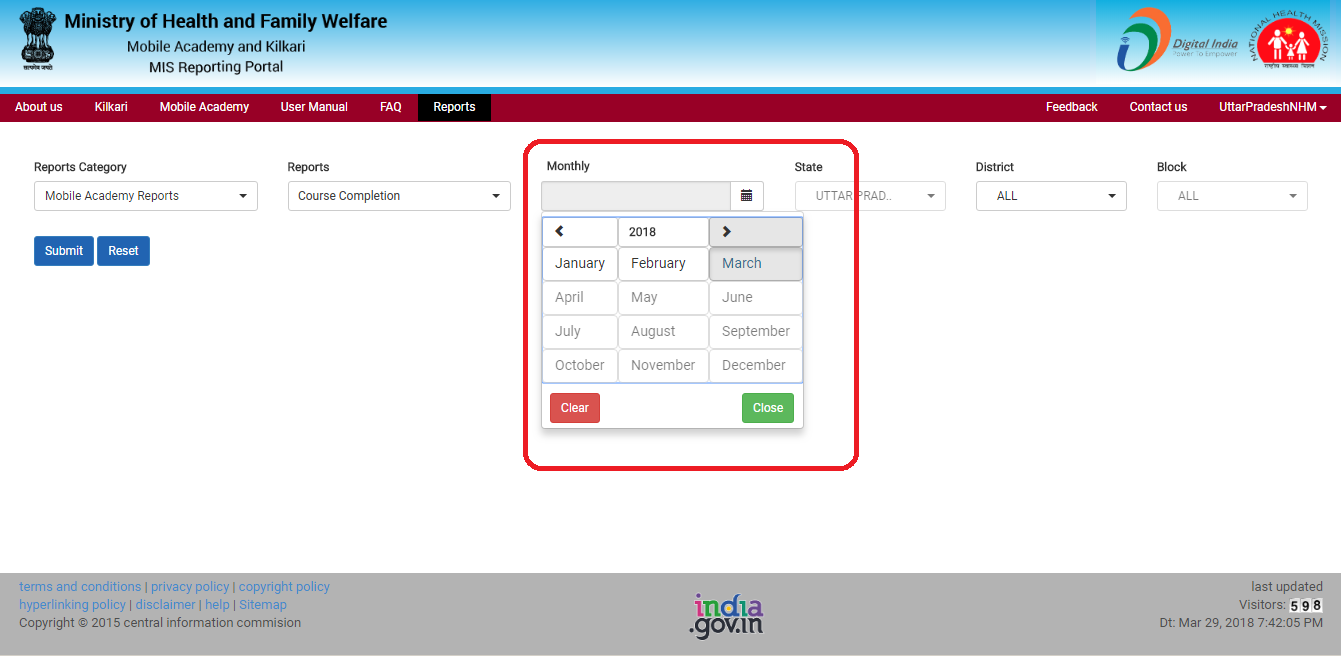 Ministry of Health and Family Welfare
Mobile Academy and Kilkari
MIS Reporting Portal
सत्यमेव जयते
Digital India
Power To Empower
NATIONAL HEALTH MISSION
राष्ट्रीय स्वास्थ्य मिशन
About us Kilkari Mobile Academy User Manual FAQ Reports Feedback Contact us UttarPradeshNHM
Reports Category Reports Monthly State District Block
Mobile Academy Reports Course Completion UTTAR PRAD.. ALL ALL
Submit Reset
2018
January February March
April May June
July August September
October November December
Clear Close
terms and conditions | privacy policy | copyright policy
hyperlinking policy | disclaimer | help | Sitemap
Copyright © 2015 central information commision
india
.gov.in
last updated
Visitors: 598
Dt: Mar 29, 2018 7:42:05 PM